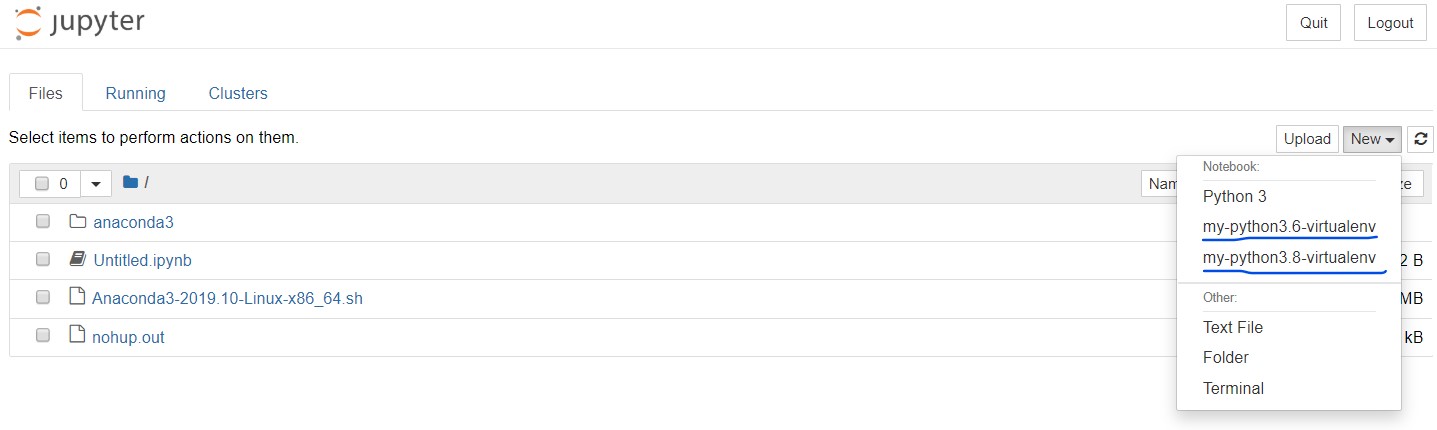 jupyter
Quit
Logout
Files
Running
Clusters
Select items to perform actions on them.
Upload
New
0
/
Nam
ze
anaconda3
Untitled.ipynb
2 B
Anaconda3-2019.10-Linux-x86_64.sh
MB
nohup.out
kB
Notebook:
Python 3
my-python3.6-virtualenv
my-python3.8-virtualenv
Other:
Text File
Folder
Terminal